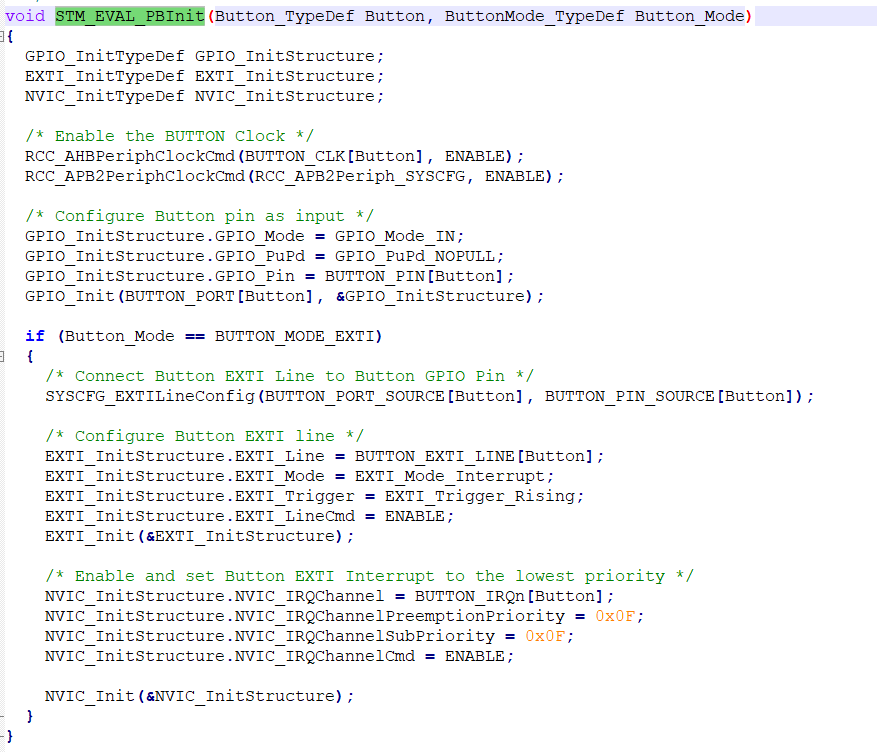 void STM_EVAL_PBInit(Button_TypeDef Button, ButtonMode_TypeDef Button_Mode)
{
  GPIO_InitTypeDef GPIO_InitStructure;
  EXTI_InitTypeDef EXTI_InitStructure;
  NVIC_InitTypeDef NVIC_InitStructure;

  /* Enable the BUTTON Clock */
  RCC_AHBPeriphClockCmd(BUTTON_CLK[Button], ENABLE);
  RCC_APB2PeriphClockCmd(RCC_APB2Periph_SYSCFG, ENABLE);

  /* Configure Button pin as input */
  GPIO_InitStructure.GPIO_Mode = GPIO_Mode_IN;
  GPIO_InitStructure.GPIO_PuPd = GPIO_PuPd_NOPULL;
  GPIO_InitStructure.GPIO_Pin = BUTTON_PIN[Button];
  GPIO_Init(BUTTON_PORT[Button], &GPIO_InitStructure);

  if (Button_Mode == BUTTON_MODE_EXTI)
  {
    /* Connect Button EXTI Line to Button GPIO Pin */
    SYSCFG_EXTILineConfig(BUTTON_PORT_SOURCE[Button], BUTTON_PIN_SOURCE[Button]);

    /* Configure Button EXTI line */
    EXTI_InitStructure.EXTI_Line = BUTTON_EXTI_LINE[Button];
    EXTI_InitStructure.EXTI_Mode = EXTI_Mode_Interrupt;
    EXTI_InitStructure.EXTI_Trigger = EXTI_Trigger_Rising;
    EXTI_InitStructure.EXTI_LineCmd = ENABLE;
    EXTI_Init(&EXTI_InitStructure);

    /* Enable and set Button EXTI Interrupt to the lowest priority */
    NVIC_InitStructure.NVIC_IRQChannel = BUTTON_IRQn[Button];
    NVIC_InitStructure.NVIC_IRQChannelPreemptionPriority = 0x0F;
    NVIC_InitStructure.NVIC_IRQChannelSubPriority = 0x0F;
    NVIC_InitStructure.NVIC_IRQChannelCmd = ENABLE;

    NVIC_Init(&NVIC_InitStructure);
  }
}